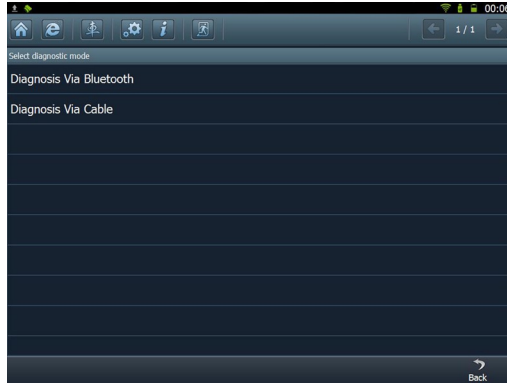 00:06
1/1
Select diagnostic mode
Diagnosis Via Bluetooth
Diagnosis Via Cable
Back